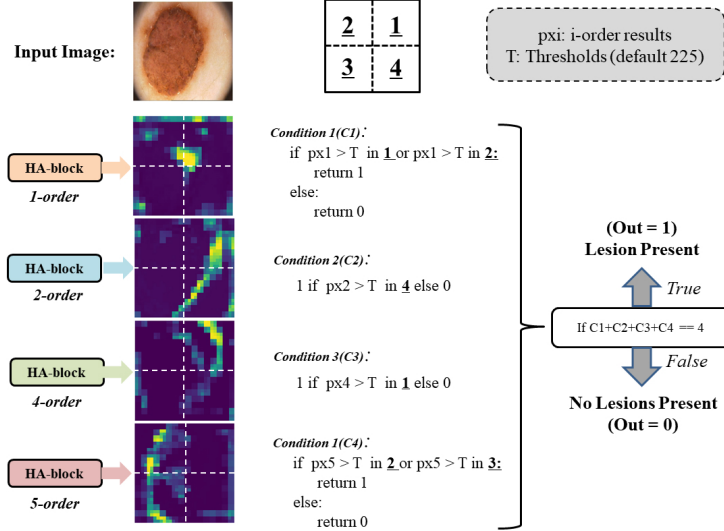 Input Image:
2 1
3 4
pxi: i-order results
T: Thresholds (default 225)
HA-block
1-order
Condition 1(C1):
if px1 > T in 1 or px1 > T in 2:
return 1
else:
return 0
HA-block
2-order
Condition 2(C2):
1 if px2 > T in 4 else 0
HA-block
4-order
Condition 3(C3):
1 if px4 > T in 1 else 0
HA-block
5-order
Condition 1(C4):
if px5 > T in 2 or px5 > T in 3:
return 1
else:
return 0
(Out = 1)
Lesion Present
True
If C1+C2+C3+C4 == 4
False
No Lesions Present
(Out = 0)